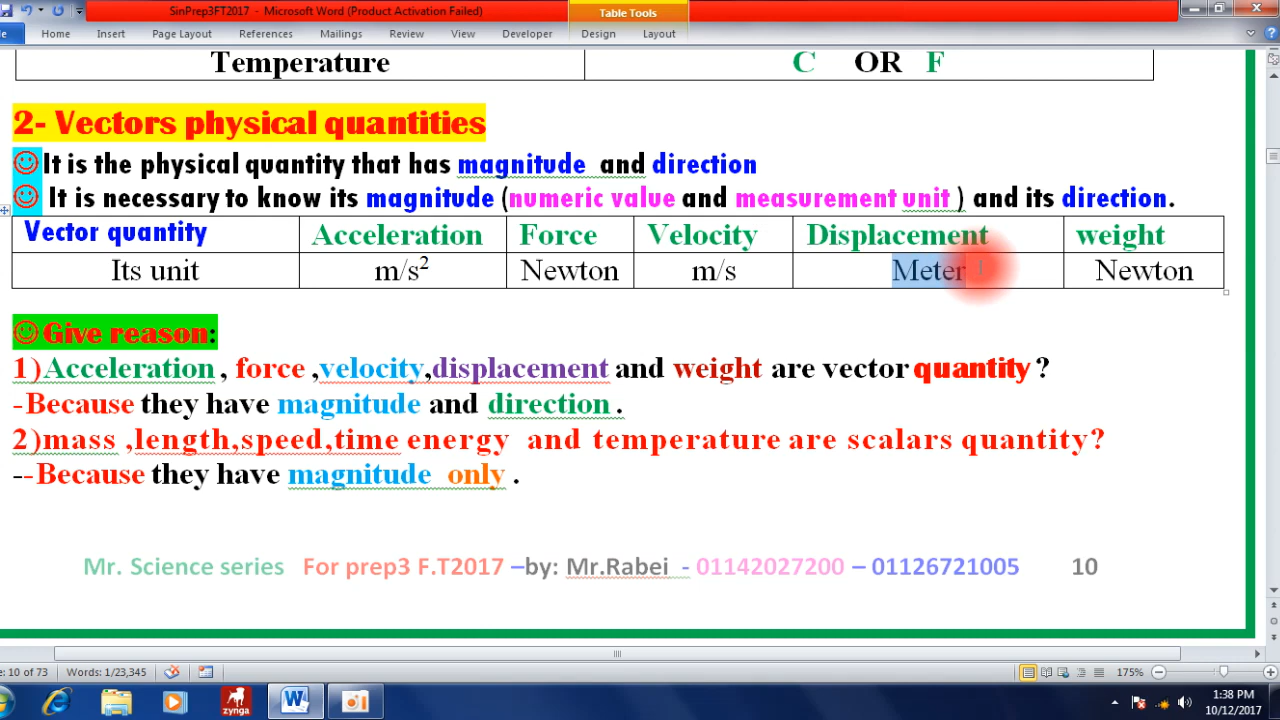 SinPrep3FT2017 - Microsoft Word (Product Activation Failed)
Table Tools
Home Insert Page Layout References Mailings Review View Developer Design Layout
Temperature C OR F
2- Vectors physical quantities
It is the physical quantity that has magnitude and direction
It is necessary to know its magnitude (numeric value and measurement unit ) and its direction.
Vector quantity Acceleration Force Velocity Displacement weight
Its unit m/s² Newton m/s Meter Newton
Give reason:
1)Acceleration , force ,velocity,displacement and weight are vector quantity ?
-Because they have magnitude and direction .
2)mass ,length,speed,time energy and temperature are scalars quantity?
--Because they have magnitude only .
Mr. Science series For prep3 F.T2017 –by: Mr.Rabei - 01142027200 – 01126721005 10
e: 10 of 73 Words: 1/23,345 175%
zynga
1:38 PM
10/12/2017